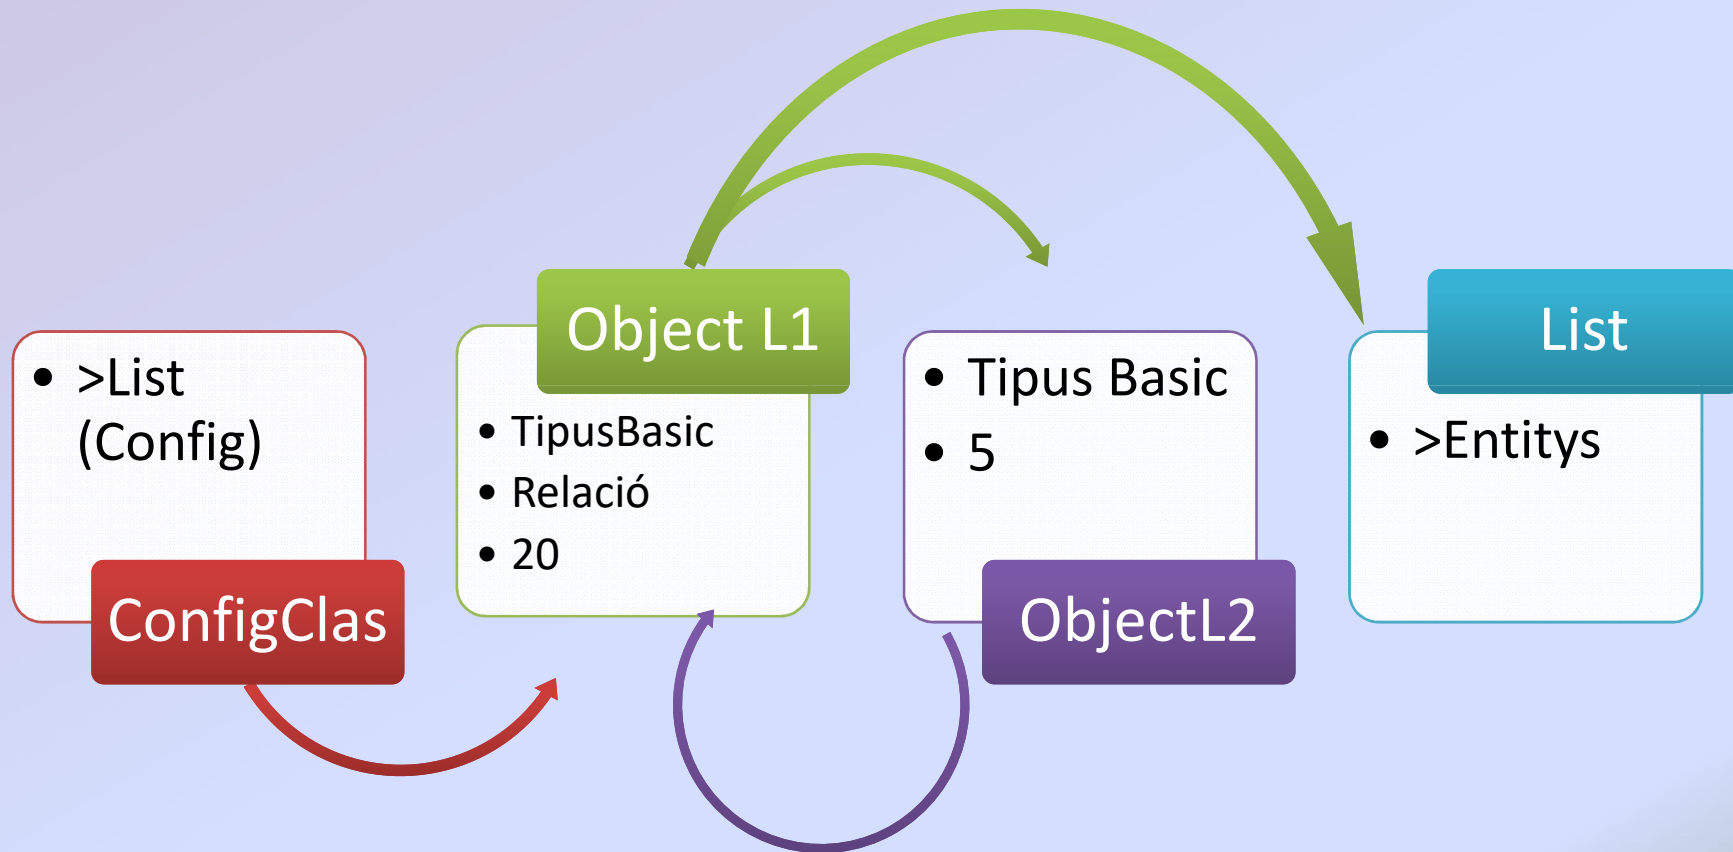 • >List
(Config)
ConfigClas
Object L1
• TipusBasic
• Relació
• 20
• Tipus Basic
• 5
ObjectL2
List
• >Entitys